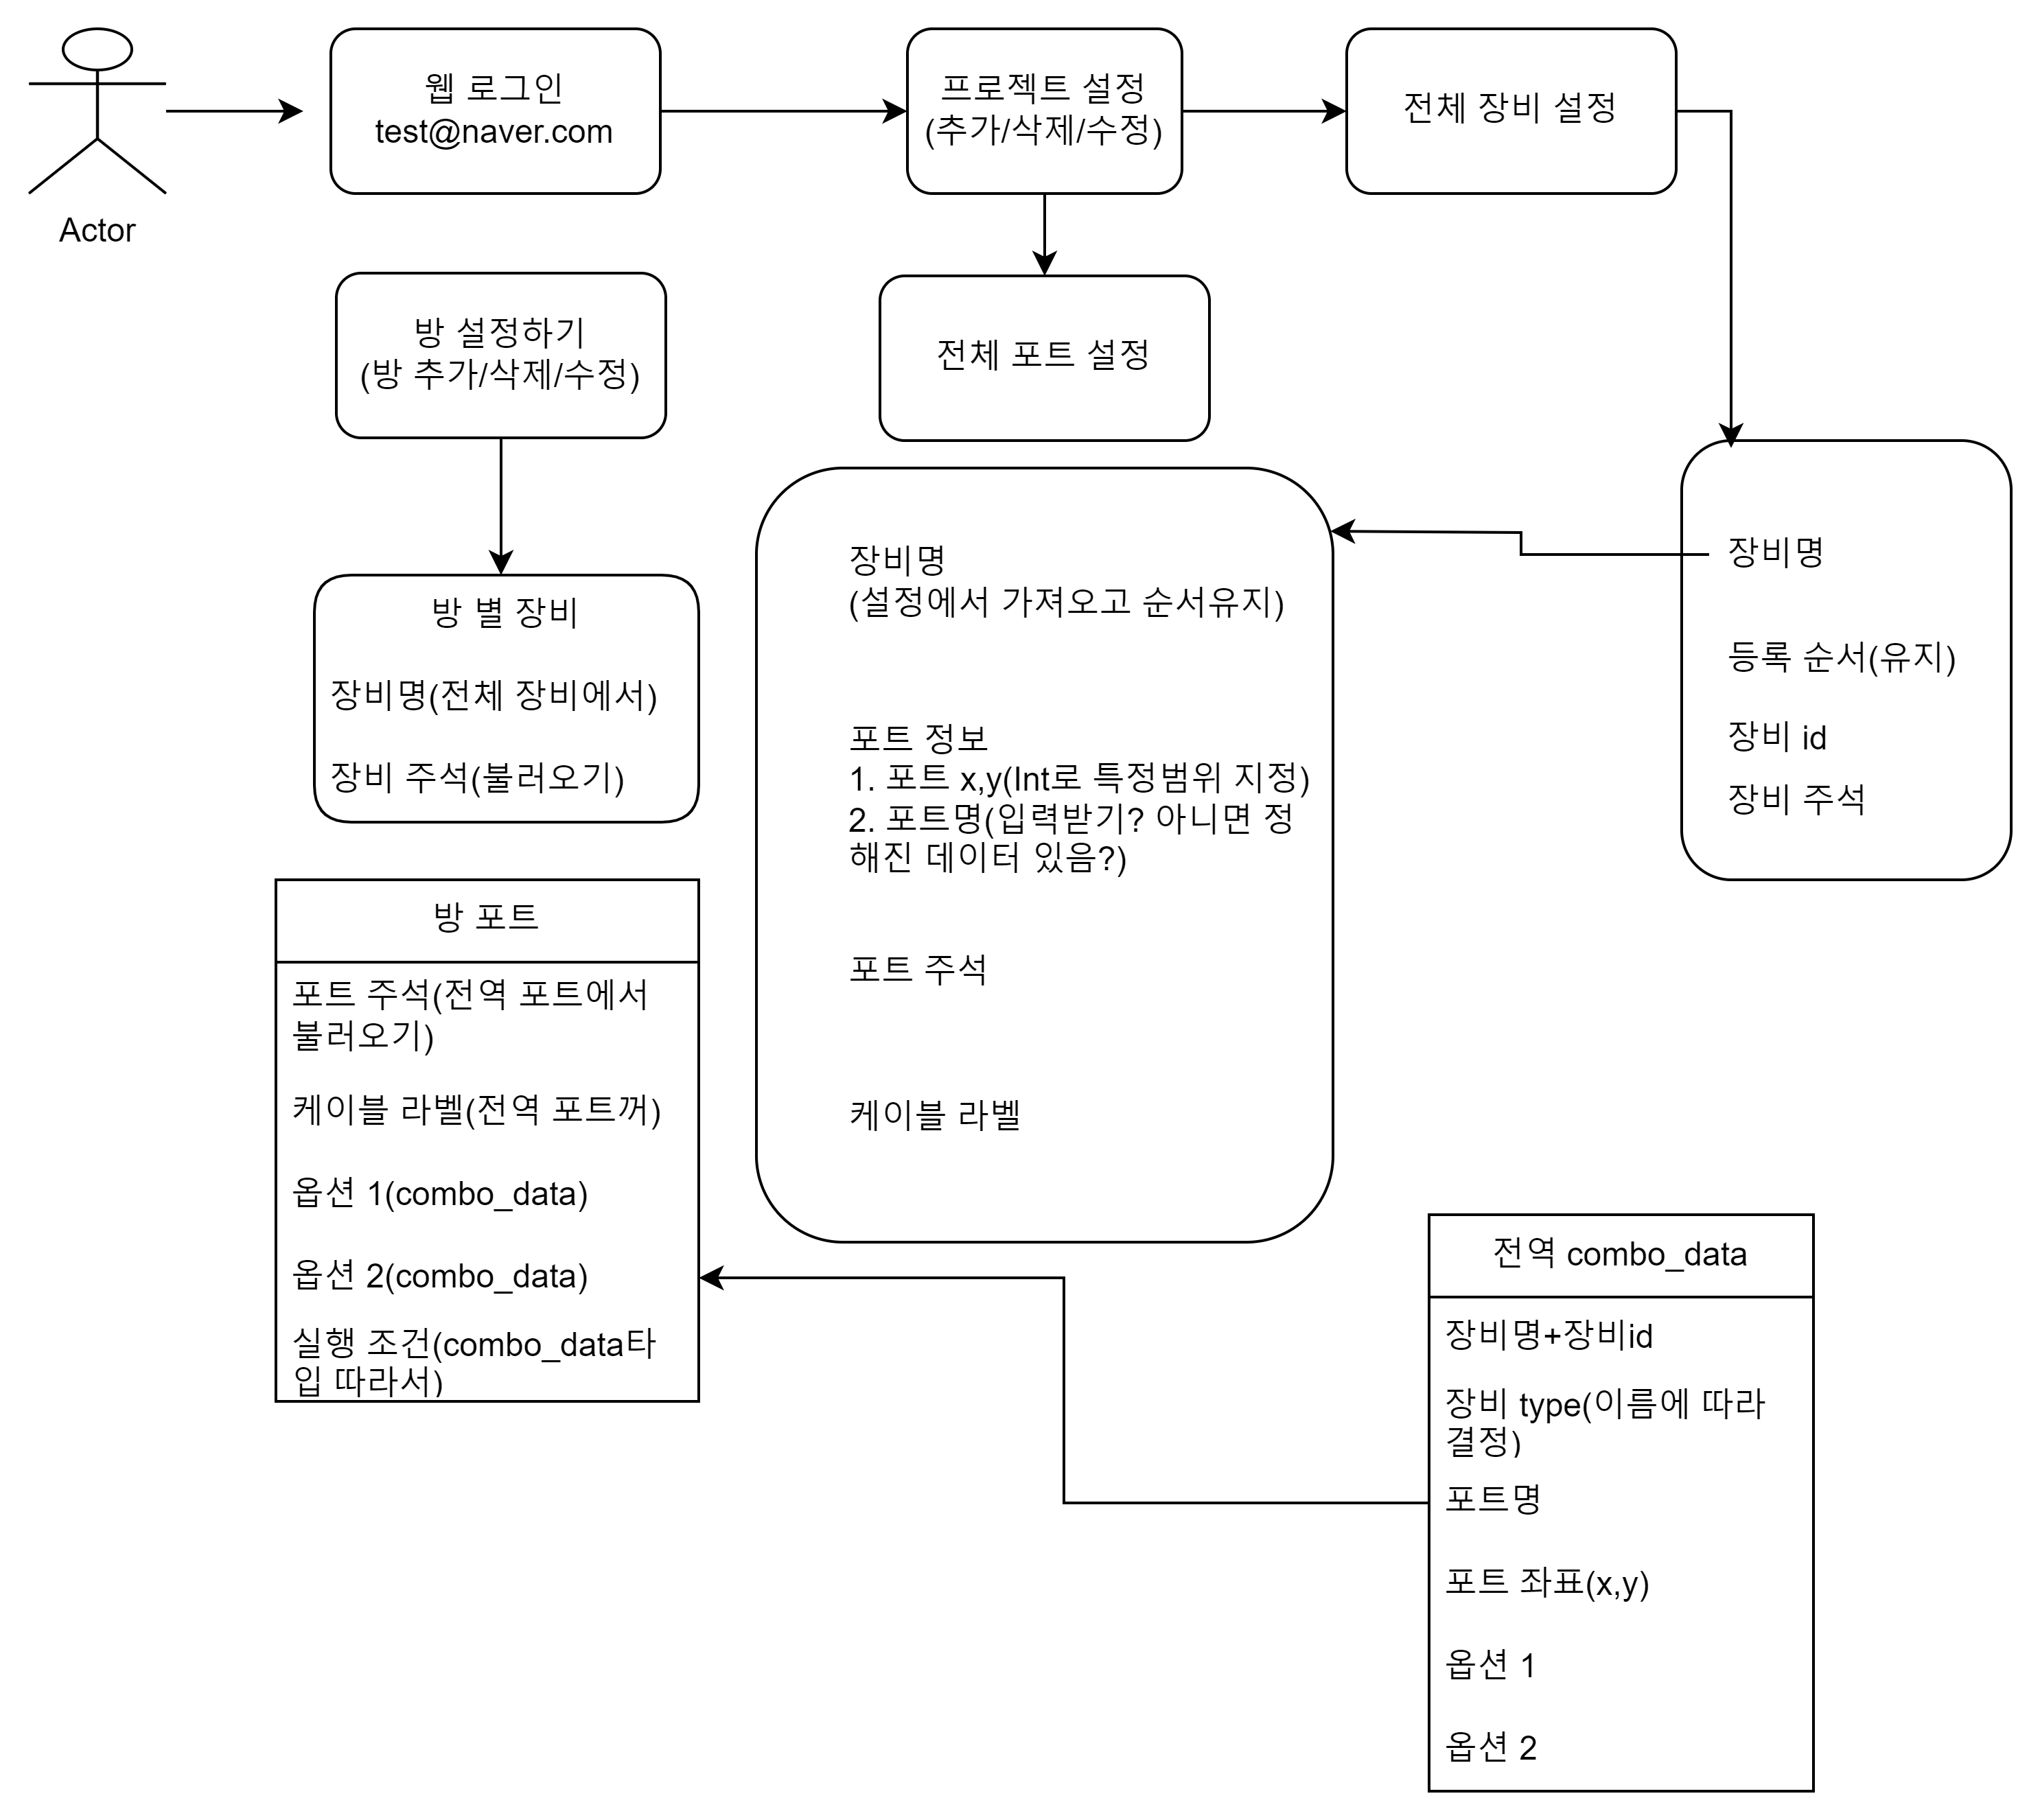 웹 로그인
test@naver.com
프로젝트 설정
(추가/삭제/수정)
전체 장비 설정
Actor
방 설정하기
(방 추가/삭제/수정)
전체 포트 설정
장비명
등록 순서(유지)
장비 id
장비 주석
장비명
(설정에서 가져오고 순서유지)
포트 정보
1. 포트 x,y(Int로 특정범위 지정)
2. 포트명(입력받기? 아니면 정
해진 데이터 있음?)
포트 주석
케이블 라벨
방 별 장비
장비명(전체 장비에서)
장비 주석(불러오기)
방 포트
포트 주석(전역 포트에서
불러오기)
케이블 라벨(전역 포트꺼)
옵션 1(combo_data)
옵션 2(combo_data)
실행 조건(combo_data타
입 따라서)
전역 combo_data
장비명+장비id
장비 type(이름에 따라
결정)
포트명
포트 좌표(x,y)
옵션 1
옵션 2